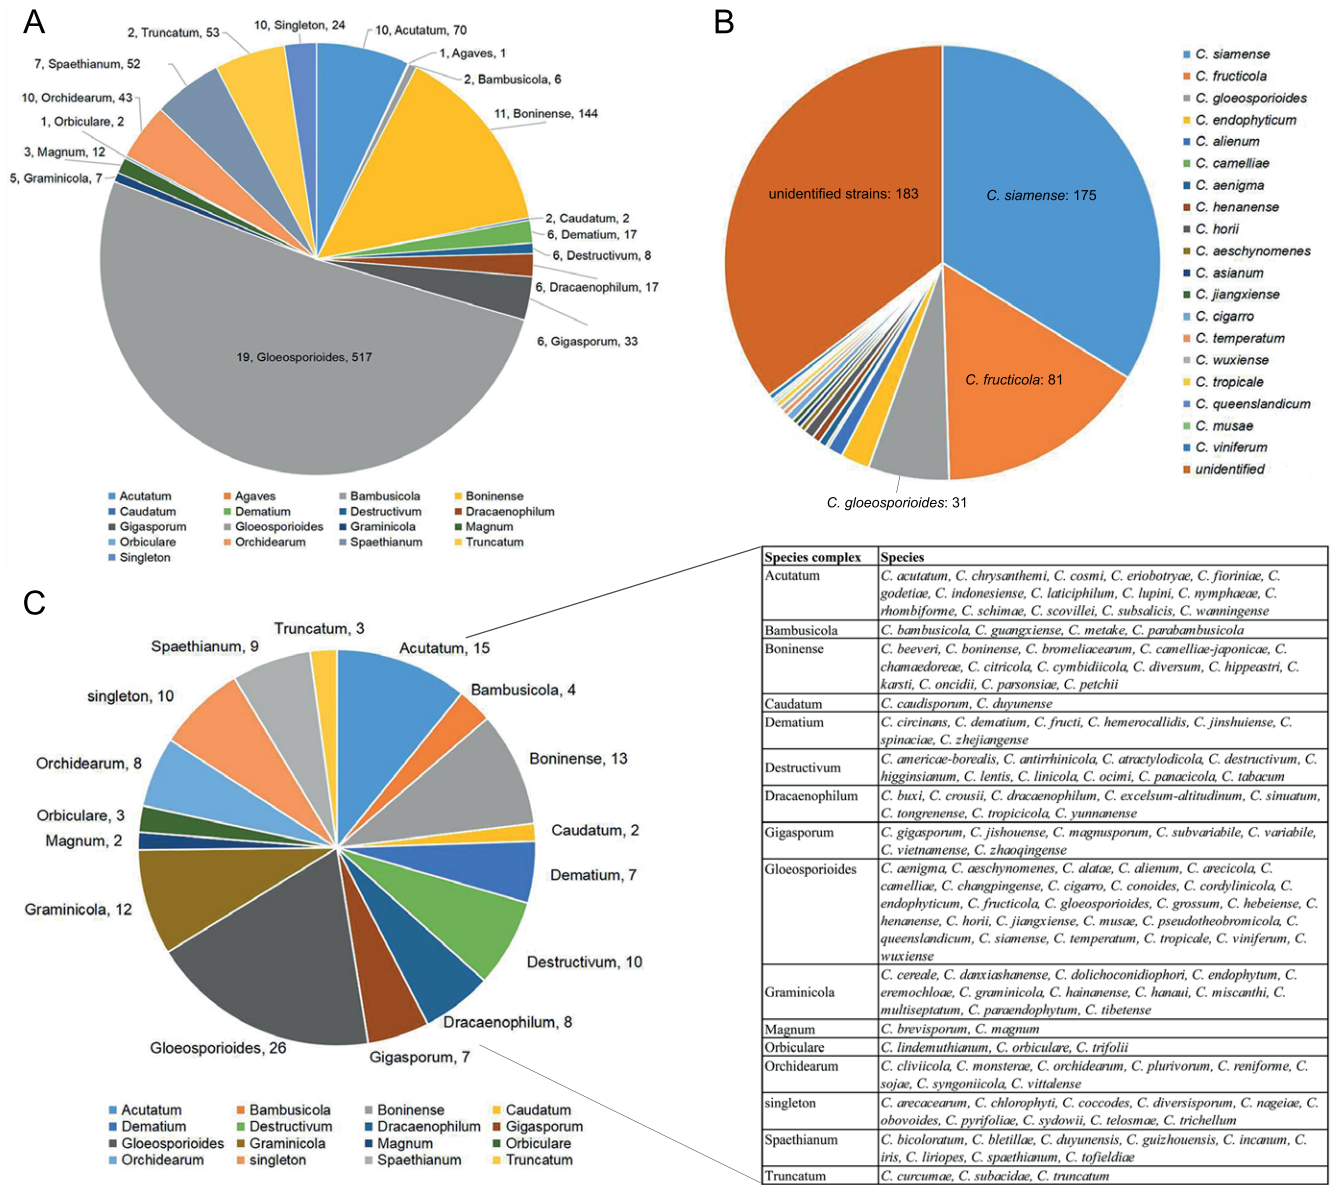 A
10, Singleton, 24
10, Acutatum, 70
2, Truncatum, 53
1, Agaves, 1
7, Spaethianum, 52
2, Bambusicola, 6
10, Orchidearum, 43
11, Boninense, 144
1, Orbiculare, 2
3, Magnum, 12
5, Graminicola, 7
2, Caudatum, 2
6, Dematium, 17
6, Destructivum, 8
6, Dracaenophilum, 17
6, Gigasporum, 33
19, Gloeosporioides, 517
Acutatum Agaves Bambusicola Boninense
Caudatum Dematium Destructivum Dracaenophilum
Gigasporum Gloeosporioides Graminicola Magnum
Orbiculare Orchidearum Spaethianum Truncatum
Singleton
B
unidentified strains: 183
C. siamense: 175
C. fructicola: 81
C. gloeosporioides: 31
C. siamense
C. fructicola
C. gloeosporioides
C. endophyticum
C. alienum
C. camelliae
C. aenigma
C. henanense
C. horii
C. aeschynomenes
C. asianum
C. jiangxiense
C. cigarro
C. temperatum
C. wuxiense
C. tropicale
C. queenslandicum
C. musae
C. viniferum
unidentified
C
Truncatum, 3
Spaethianum, 9
Acutatum, 15
singleton, 10
Bambusicola, 4
Boninense, 13
Orchidearum, 8
Orbiculare, 3
Caudatum, 2
Magnum, 2
Dematium, 7
Graminicola, 12
Destructivum, 10
Dracaenophilum, 8
Gloeosporioides, 26
Gigasporum, 7
Acutatum Bambusicola Boninense Caudatum
Dematium Destructivum Dracaenophilum Gigasporum
Gloeosporioides Graminicola Magnum Orbiculare
Orchidearum singleton Spaethianum Truncatum
Species complex Species
Acutatum C. acutatum, C. chrysanthemi, C. cosmi, C. eriobotryae, C. fioriniae, C.
godetiae, C. indonesiense, C. laticiphilum, C. lupini, C. nymphaeae, C.
rhombiforme, C. schimae, C. scovillei, C. subsalicis, C. wanningense
Bambusicola C. bambusicola, C. guangxiense, C. metake, C. parabambusicola
Boninense C. beeveri, C. boninense, C. bromeliacearum, C. camelliae-japonicae, C.
chamaedoreae, C. citricola, C. cymbidiicola, C. diversum, C. hippeastri, C.
karsti, C. oncidii, C. parsonsiae, C. petchii
Caudatum C. caudisporum, C. duyunense
Dematium C. circinans, C. dematium, C. fructi, C. hemerocallidis, C. jinshuiense, C.
spinaciae, C. zhejiangense
Destructivum C. americae-borealis, C. antirrhinicola, C. atractylodicola, C. destructivum, C.
higginsianum, C. lentis, C. linicola, C. ocimi, C. panacicola, C. tabacum
Dracaenophilum C. buxi, C. crousii, C. dracaenophilum, C. excelsum-altitudinum, C. sinuatum,
C. tongrenense, C. tropicicola, C. yunnanense
Gigasporum C. gigasporum, C. jishouense, C. magnusporum, C. subvariabile, C. variabile,
C. vietnamense, C. zhaoqingense
Gloeosporioides C. aenigma, C. aeschynomenes, C. alatae, C. alienum, C. arecicola, C.
camelliae, C. changpingense, C. cigarro, C. conoides, C. cordylinicola, C.
endophyticum, C. fructicola, C. gloeosporioides, C. grossum, C. hebeiense, C.
henanense, C. horii, C. jiangxiense, C. musae, C. pseudotheobromicola, C.
queenslandicum, C. siamense, C. temperatum, C. tropicale, C. viniferum, C.
wuxiense
Graminicola C. cereale, C. danxiashanense, C. dolichoconidiophori, C. endophytum, C.
eremochloae, C. graminicola, C. hainanense, C. hanaui, C. miscanthi, C.
multiseptatum, C. paraendophytum, C. tibetense
Magnum C. brevisporum, C. magnum
Orbiculare C. lindemuthianum, C. orbiculare, C. trifolii
Orchidearum C. cliviicola, C. monsterae, C. orchidearum, C. plurivorum, C. reniforme, C.
sojae, C. syngoniicola, C. vittalense
singleton C. arecacearum, C. chlorophyti, C. coccodes, C. diversisporum, C. nageiae, C.
obovoides, C. pyrifoliae, C. sydowii, C. telosmae, C. trichellum
Spaethianum C. bicoloratum, C. bletillae, C. duyunensis, C. guizhouensis, C. incanum, C.
iris, C. liriopes, C. spaethianum, C. tofieldiae
Truncatum C. curcumae, C. subacidae, C. truncatum